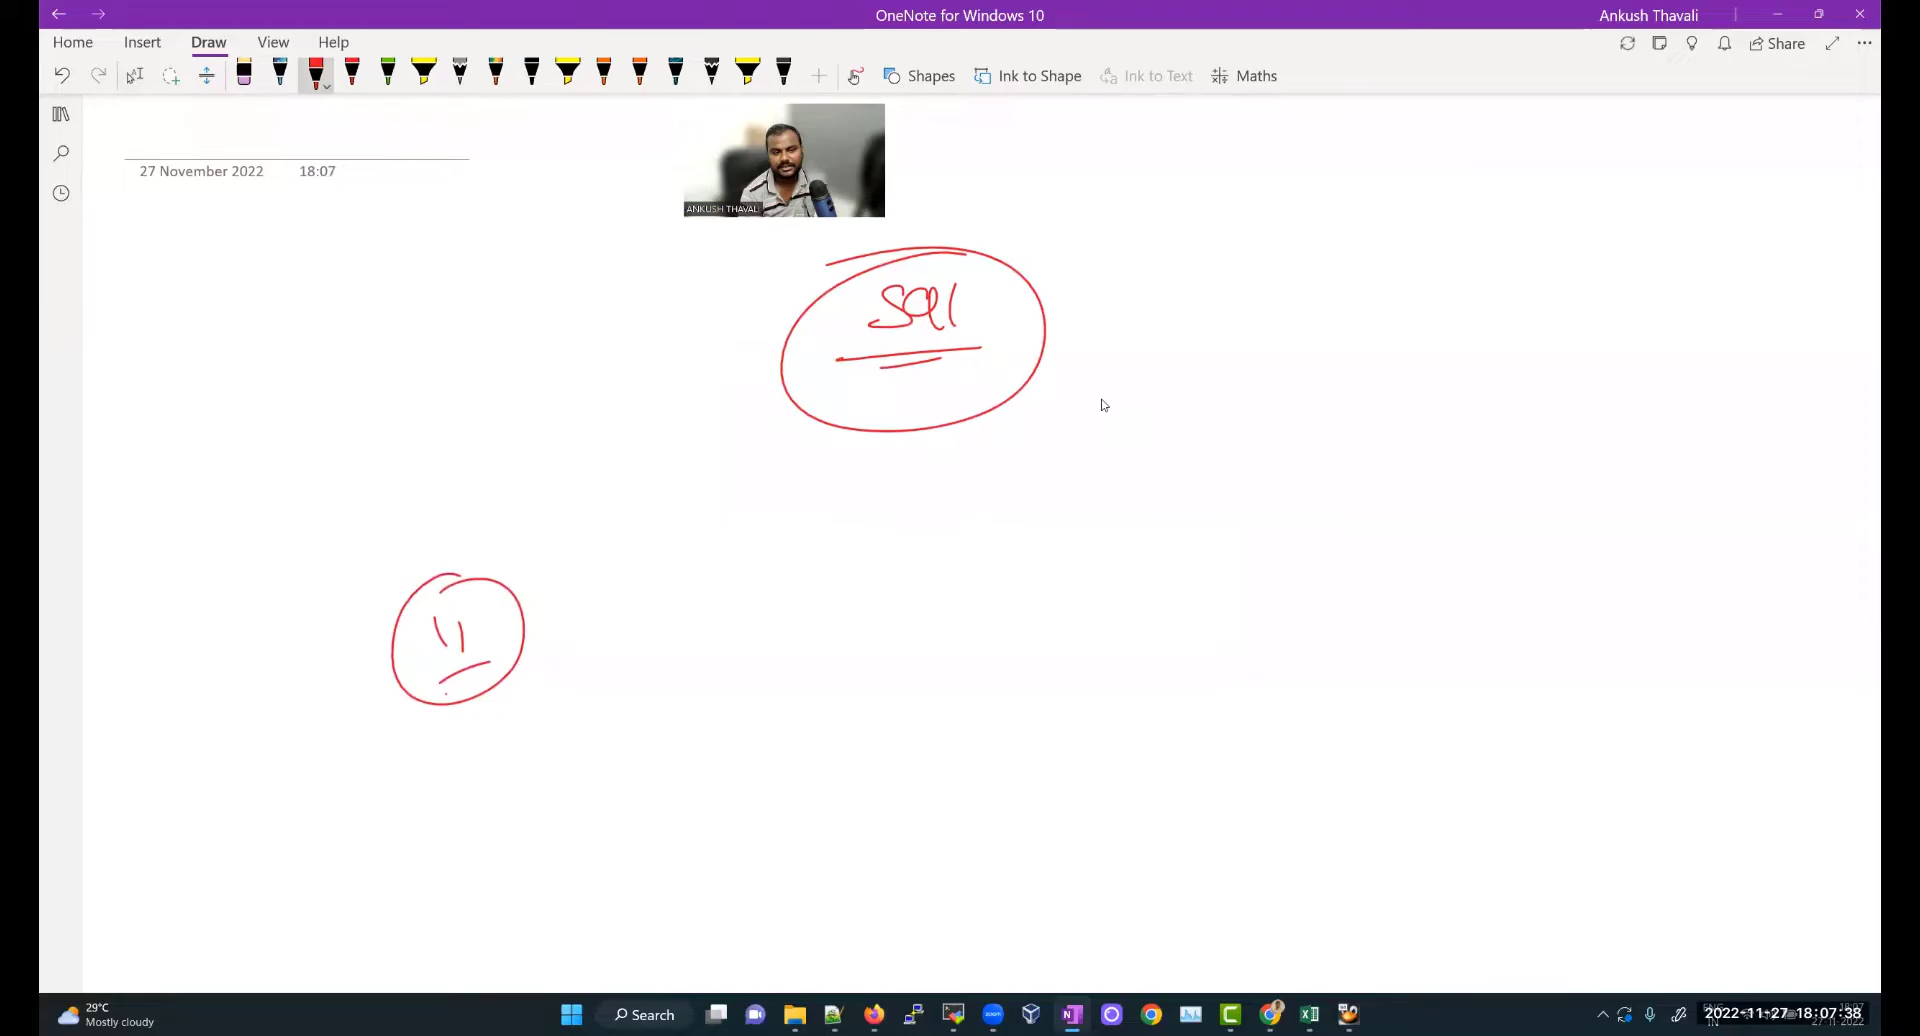 OneNote for Windows 10
Ankush Thavali
Home Insert Draw View Help
Share
Shapes Ink to Shape Ink to Text Maths
27 November 2022 18:07
ANKUSH THAVALI
sql
11
29°C
Mostly cloudy
Search
zoom
2022-11-27 18:07:38